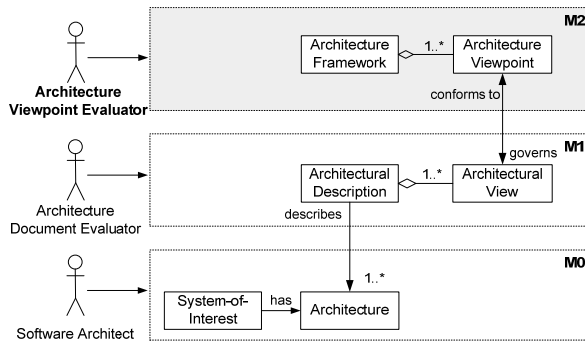 M2
Architecture
Framework
1..*
Architecture
Viewpoint
Architecture
Viewpoint Evaluator
conforms to
M1
governs
Architectural
Description
1..*
Architectural
View
Architecture
Document Evaluator
describes
M0
1..*
System-of-
Interest
has
Architecture
Software Architect